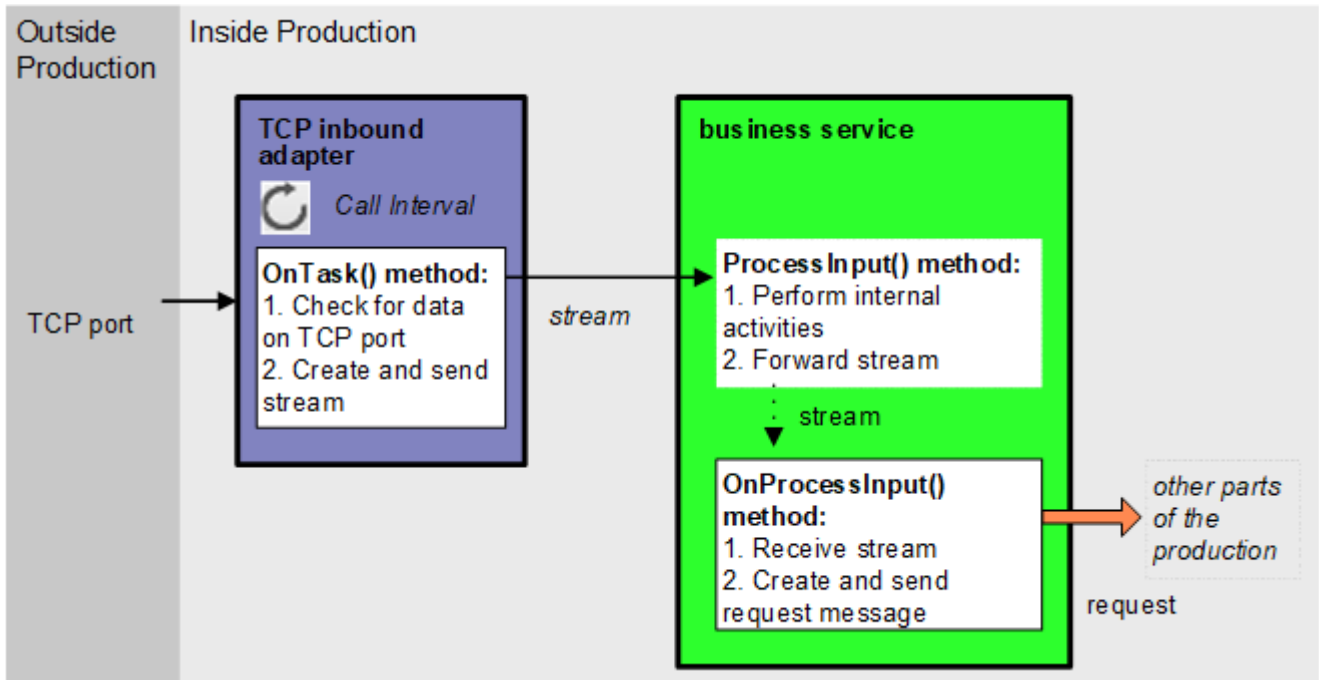 Outside
Production
Inside Production
TCP inbound
adapter
Call Interval
OnTask() method:
1. Check for data
on TCP port
2. Create and send
stream
TCP port
stream
business service
ProcessInput() method:
1. Perform internal
activities
2. Forward stream
stream
OnProcessInput()
method:
1. Receive stream
2. Create and send
request message
other parts
of the
production
request